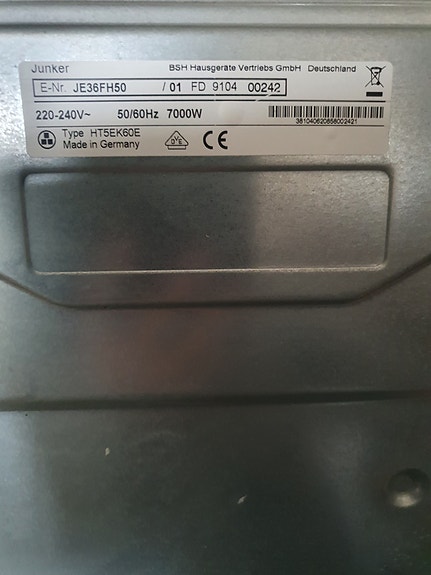 Junker BSH Hausgeräte Vertriebs GmbH Deutschland
E-Nr. JE36FH50 / 01 FD 9104 00242
220-240V~ 50/60Hz 7000W
381040620858002421
Type HT5EK60E
Made in Germany CE